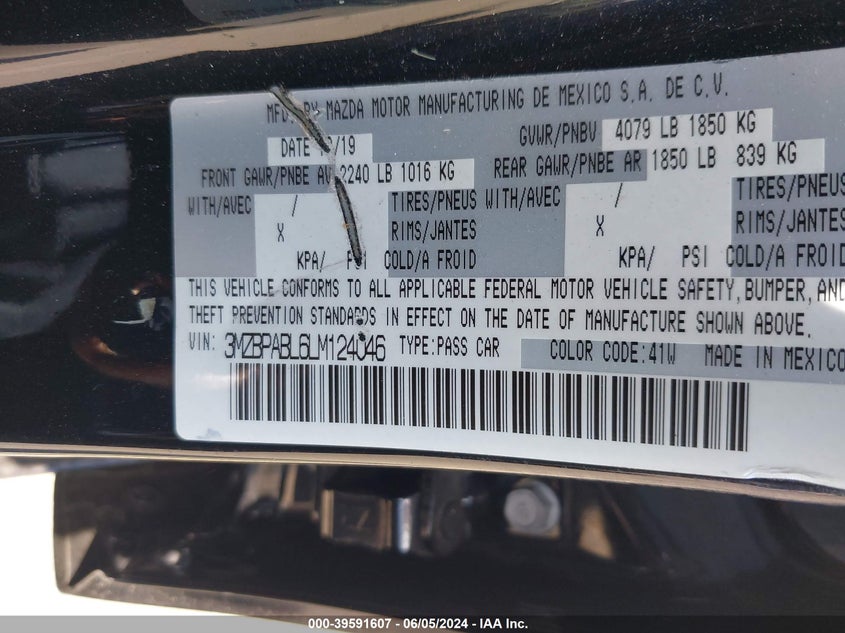 MFD. BY MAZDA MOTOR MANUFACTURING DE MEXICO S.A. DE C.V.
DATE /19 GVWR/PNBV 4079 LB 1850 KG
FRONT GAWR/PNBE AV 2240 LB 1016 KG REAR GAWR/PNBE AR 1850 LB 839 KG
WITH/AVEC / TIRES/PNEUS WITH/AVEC / TIRES/PNEUS
X RIMS/JANTES X RIMS/JANTES
KPA/ PSI COLD/A FROID KPA/ PSI COLD/A FROID
THIS VEHICLE CONFORMS TO ALL APPLICABLE FEDERAL MOTOR VEHICLE SAFETY, BUMPER, AND
THEFT PREVENTION STANDARDS IN EFFECT ON THE DATE OF MANUFACTURE SHOWN ABOVE.
VIN: 3MZBPABL6LM124046 TYPE:PASS CAR COLOR CODE:41W MADE IN MEXICO
000-39591607 - 06/05/2024 - IAA Inc.